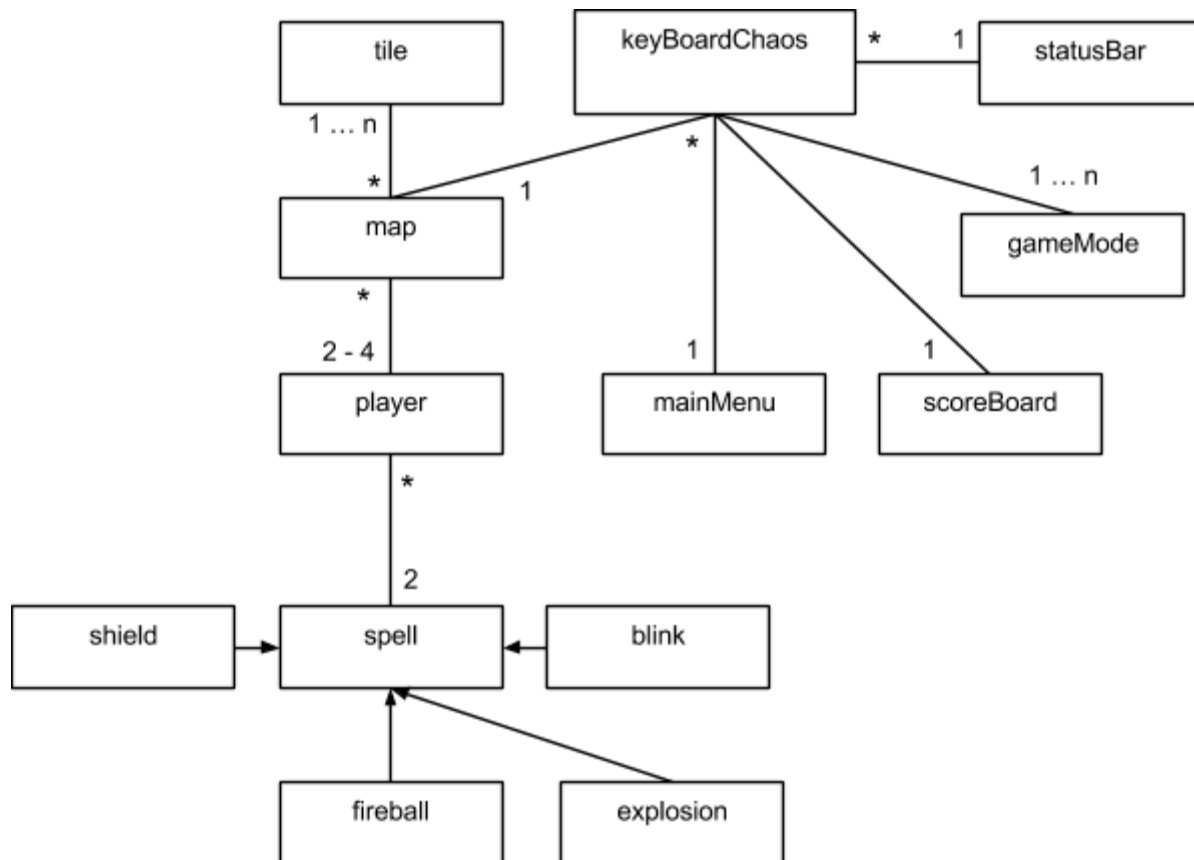 keyBoardChaos
tile
* 1
statusBar
1 ... n
*
*
1
1 ... n
map
gameMode
*
2 - 4
1
1
player
mainMenu
scoreBoard
*
2
shield
spell
blink
fireball
explosion